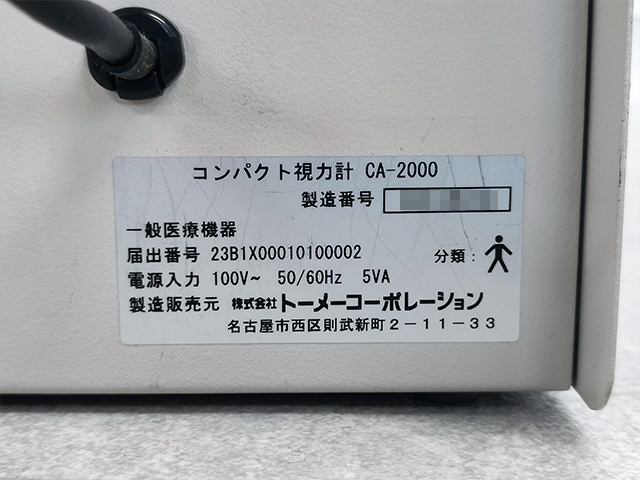 コンパクト視力計 CA-2000
製造番号
一般医療機器
届出番号 23B1X00010100002
分類：
電源入力 100V~ 50/60Hz 5VA
製造販売元 株式会社トーメーコーポレーション
名古屋市西区則武新町2-11-33